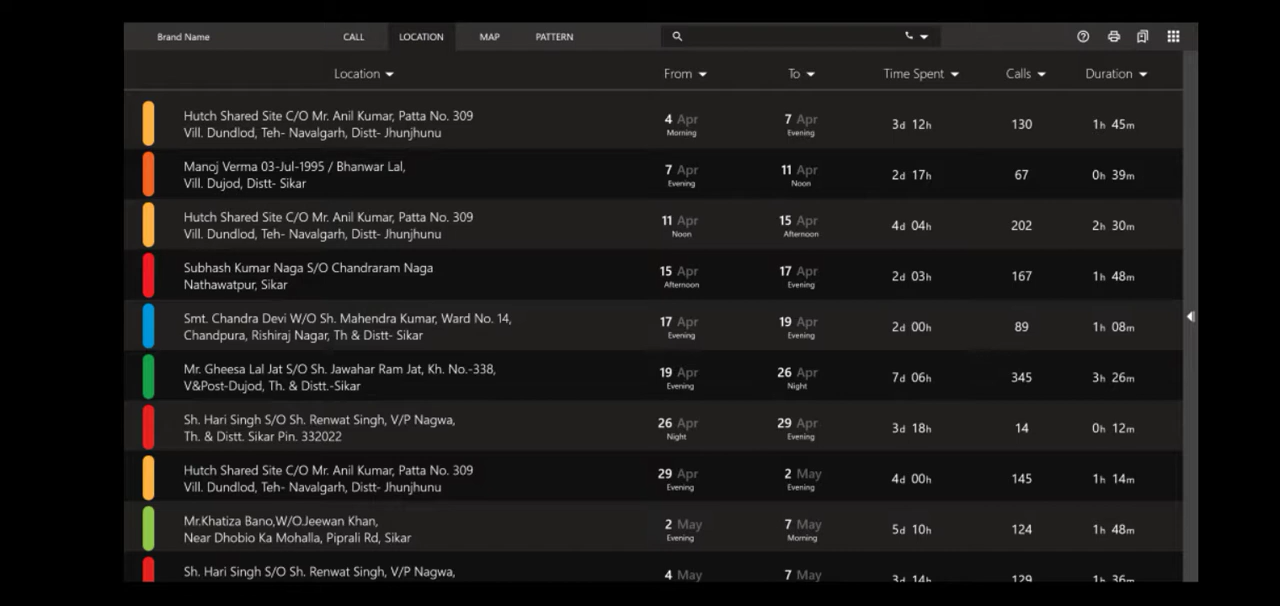 Brand Name CALL LOCATION MAP PATTERN
Location From To Time Spent Calls Duration
Hutch Shared Site C/O Mr. Anil Kumar, Patta No. 309
Vill. Dundlod, Teh- Navalgarh, Distt- Jhunjhunu
4 Apr
Morning
7 Apr
Evening
3d 12h
130
1h 45m
Manoj Verma 03-Jul-1995 / Bhanwar Lal,
Vill. Dujod, Distt- Sikar
7 Apr
Evening
11 Apr
Noon
2d 17h
67
0h 39m
Hutch Shared Site C/O Mr. Anil Kumar, Patta No. 309
Vill. Dundlod, Teh- Navalgarh, Distt- Jhunjhunu
11 Apr
Noon
15 Apr
Afternoon
4d 04h
202
2h 30m
Subhash Kumar Naga S/O Chandraram Naga
Nathawatpur, Sikar
15 Apr
Afternoon
17 Apr
Evening
2d 03h
167
1h 48m
Smt. Chandra Devi W/O Sh. Mahendra Kumar, Ward No. 14,
Chandpura, Rishiraj Nagar, Th & Distt- Sikar
17 Apr
Evening
19 Apr
Evening
2d 00h
89
1h 08m
Mr. Gheesa Lal Jat S/O Sh. Jawahar Ram Jat, Kh. No.-338,
V&Post-Dujod, Th. & Distt.-Sikar
19 Apr
Evening
26 Apr
Night
7d 06h
345
3h 26m
Sh. Hari Singh S/O Sh. Renwat Singh, V/P Nagwa,
Th. & Distt. Sikar Pin. 332022
26 Apr
Night
29 Apr
Evening
3d 18h
14
0h 12m
Hutch Shared Site C/O Mr. Anil Kumar, Patta No. 309
Vill. Dundlod, Teh- Navalgarh, Distt- Jhunjhunu
29 Apr
Evening
2 May
Evening
4d 00h
145
1h 14m
Mr.Khatiza Bano,W/O.Jeewan Khan,
Near Dhobio Ka Mohalla, Piprali Rd, Sikar
2 May
Evening
7 May
Morning
5d 10h
124
1h 48m
Sh. Hari Singh S/O Sh. Renwat Singh, V/P Nagwa,
4 May
7 May
3d 14h
129
1h 36m